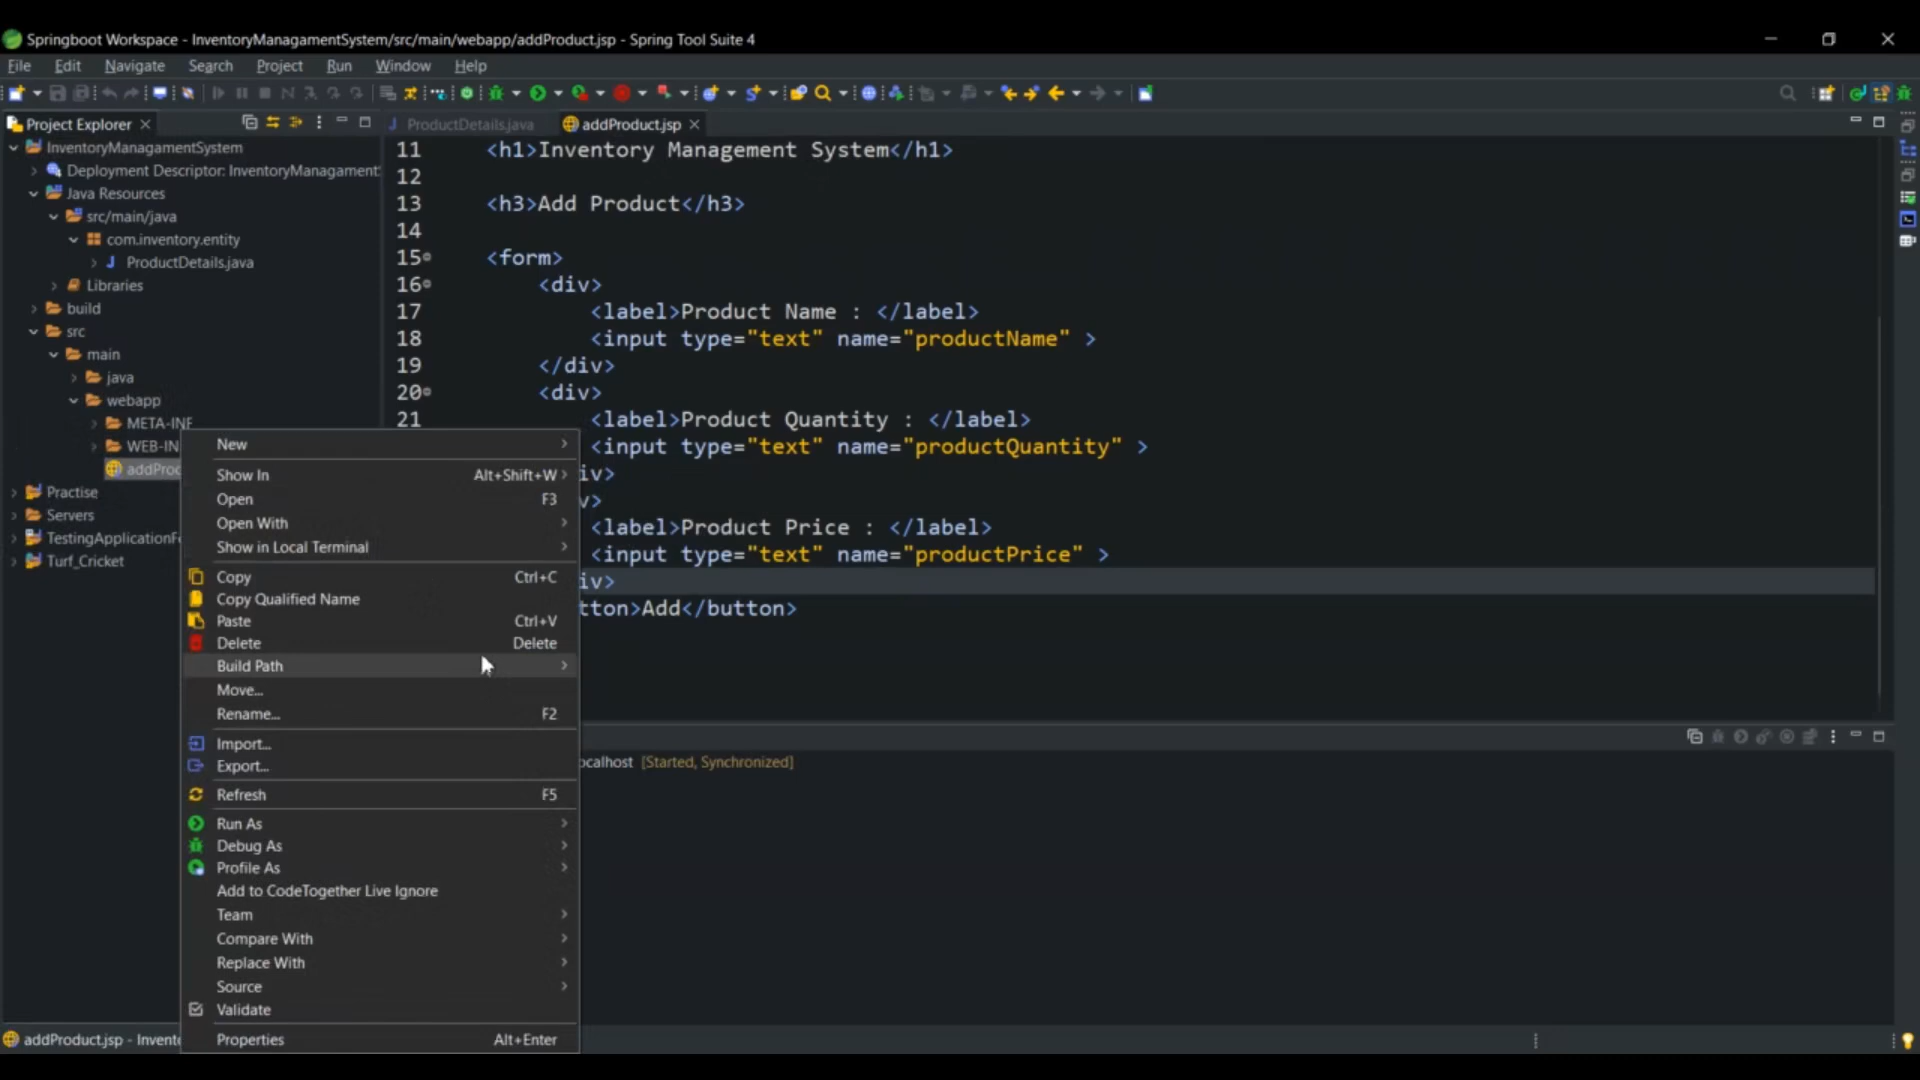 Springboot Workspace - InventoryManagamentSystem/src/main/webapp/addProduct.jsp - Spring Tool Suite 4
File Edit Navigate Search Project Run Window Help
Project Explorer
ProductDetails.java
addProduct.jsp
InventoryManagamentSystem
Deployment Descriptor: InventoryManagament
Java Resources
src/main/java
com.inventory.entity
ProductDetails.java
Libraries
build
src
main
java
webapp
META-INF
WEB-IN
addProd
Practise
Servers
TestingApplicationF
Turf_Cricket
11 <h1>Inventory Management System</h1>
12
13 <h3>Add Product</h3>
14
15 <form>
16 <div>
17 <label>Product Name : </label>
18 <input type="text" name="productName" >
19 </div>
20 <div>
21 <label>Product Quantity : </label>
<input type="text" name="productQuantity" >
iv>
v>
<label>Product Price : </label>
<input type="text" name="productPrice" >
iv>
tton>Add</button>
New
Show In Alt+Shift+W
Open F3
Open With
Show in Local Terminal
Copy Ctrl+C
Copy Qualified Name
Paste Ctrl+V
Delete Delete
Build Path
Move...
Rename... F2
Import...
Export...
Refresh F5
Run As
Debug As
Profile As
Add to CodeTogether Live Ignore
Team
Compare With
Replace With
Source
Validate
Properties Alt+Enter
ocalhost [Started, Synchronized]
addProduct.jsp - Invento